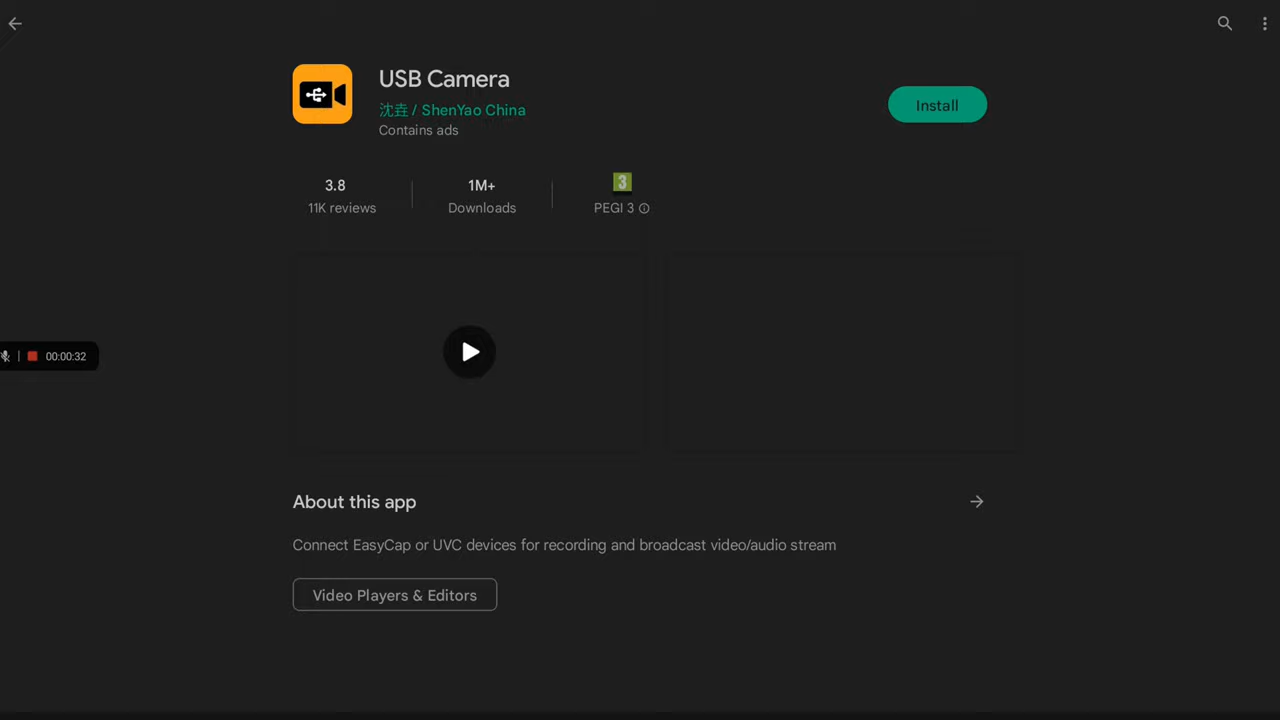 USB Camera
沈垚 / ShenYao China
Contains ads
Install
3.8
11K reviews
1M+
Downloads
3
PEGI 3
00:00:32
About this app
Connect EasyCap or UVC devices for recording and broadcast video/audio stream
Video Players & Editors